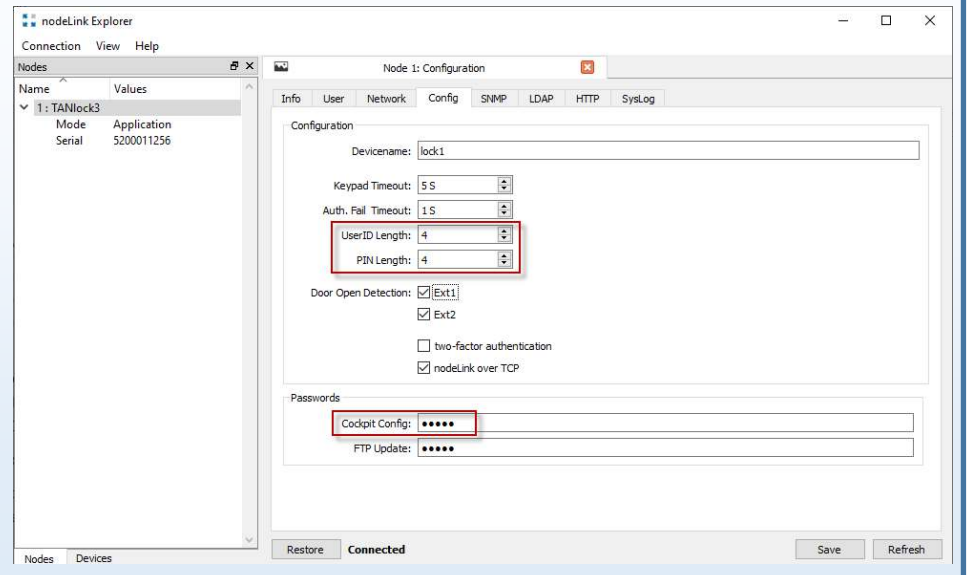 nodeLink Explorer
Connection View Help
Nodes
Name Values
1: TANlock3
Mode Application
Serial 5200011256
Nodes Devices
Node 1: Configuration
Info User Network Config SNMP LDAP HTTP SysLog
Configuration
Devicename: lock1
Keypad Timeout: 5 S
Auth. Fail Timeout: 1 S
UserID Length: 4
PIN Length: 4
Door Open Detection: Ext1
Ext2
two-factor authentication
nodeLink over TCP
Passwords
Cockpit Config: ●●●●●
FTP Update: ●●●●●
Restore Connected Save Refresh